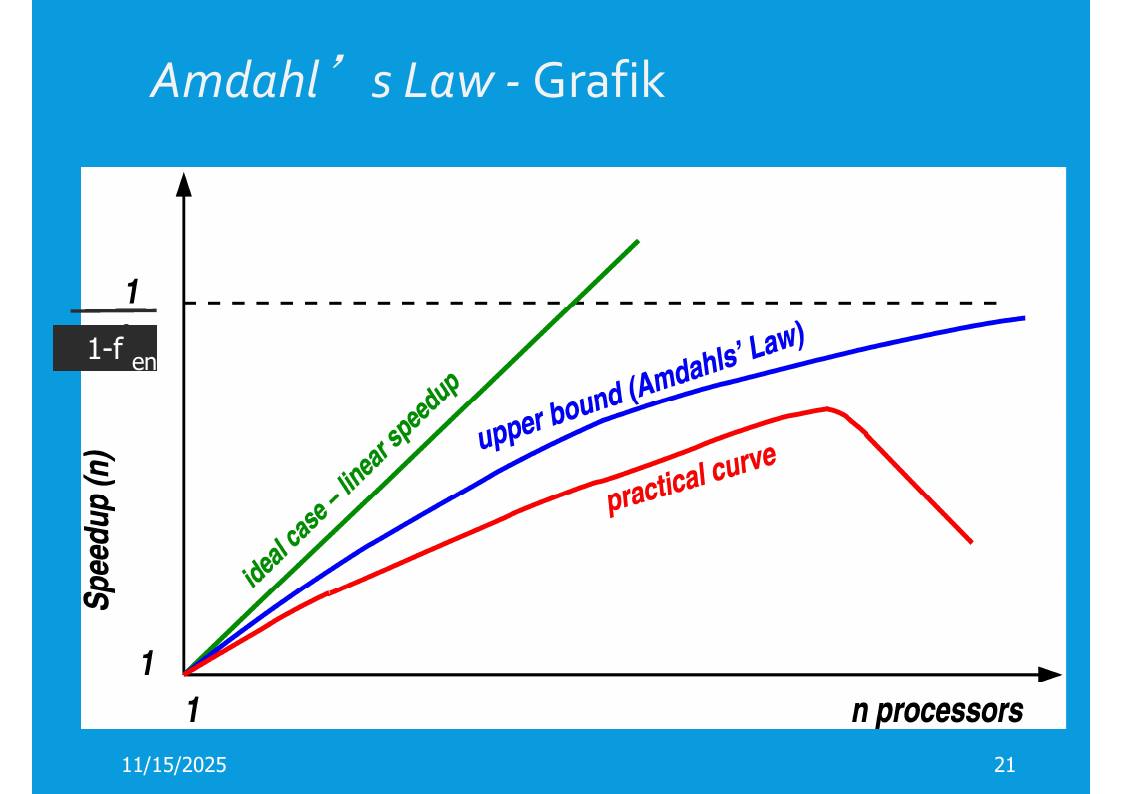 Amdahl’s Law - Grafik
1
1-f en
ideal case – linear speedup
upper bound (Amdahls’ Law)
practical curve
Speedup (n)
1
1
n processors
11/15/2025
21